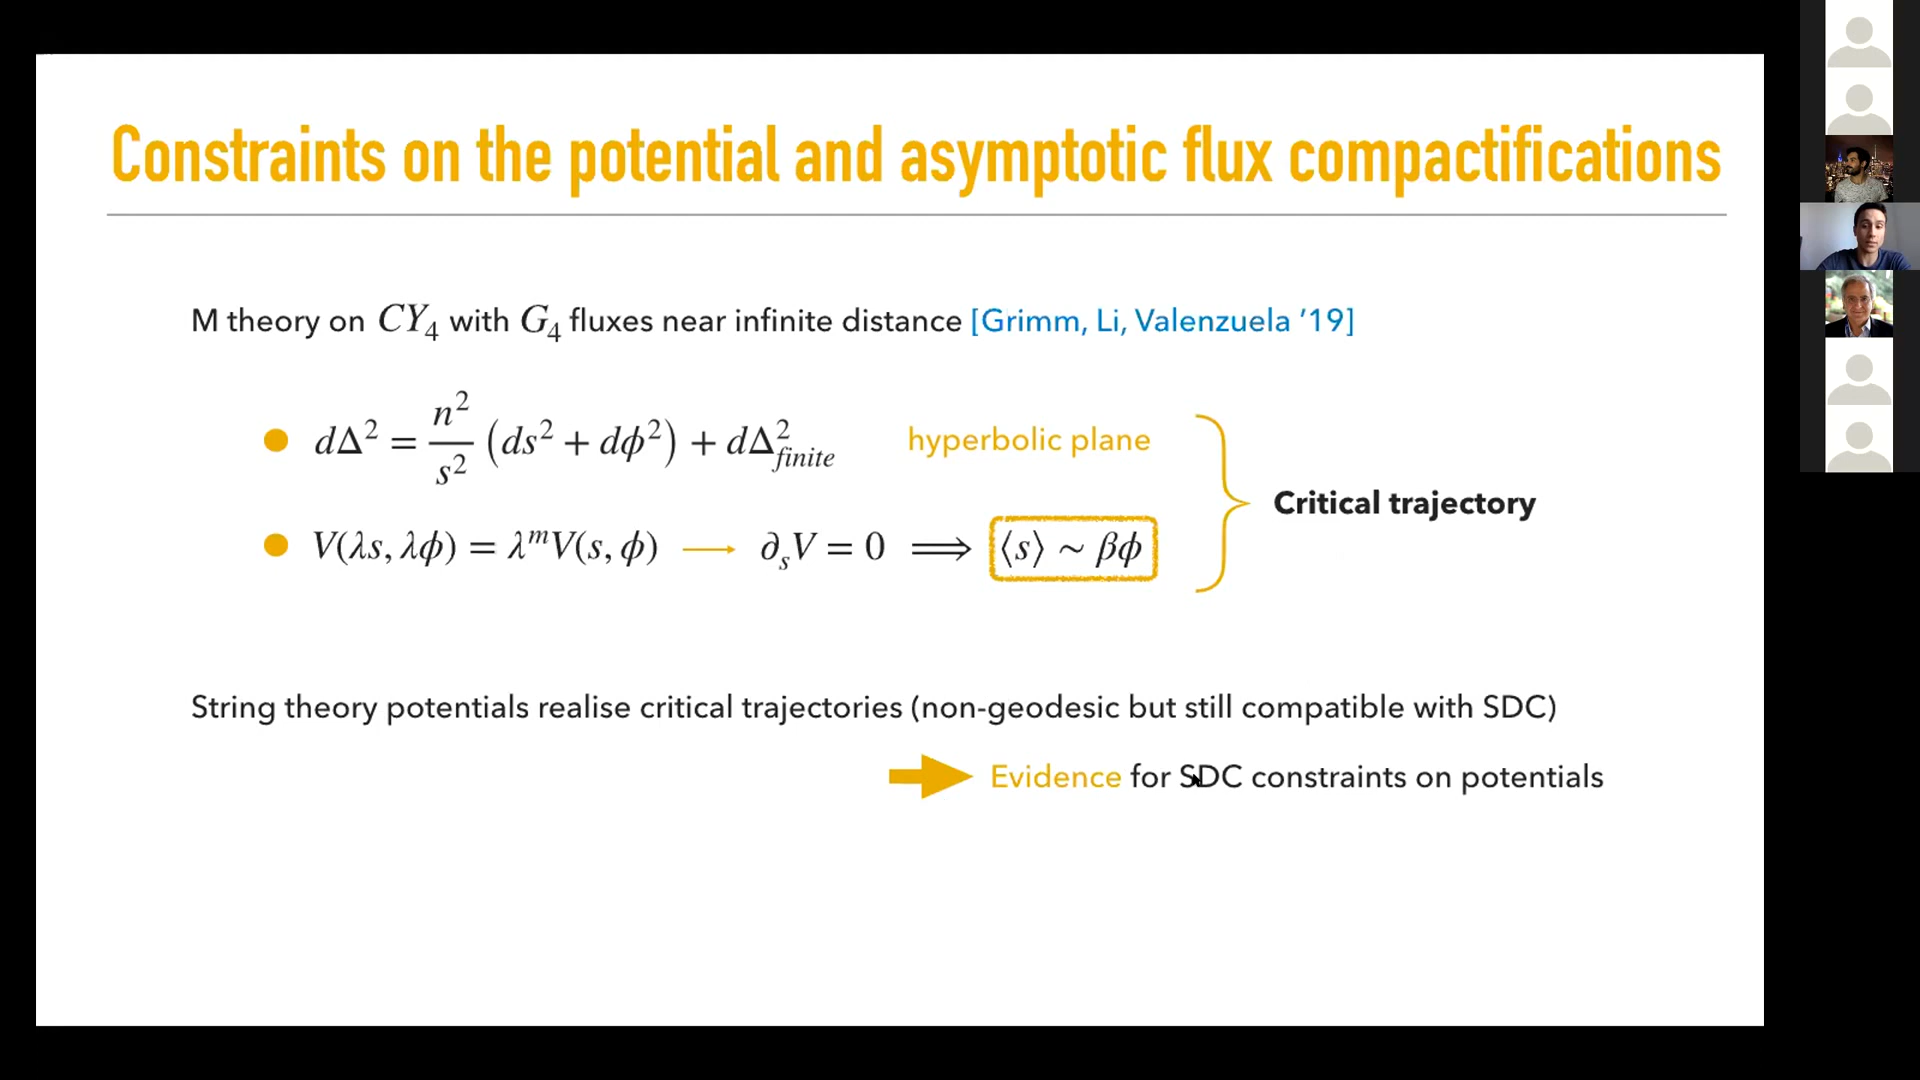 Constraints on the potential and asymptotic flux compactifications
M theory on CY₄ with G₄ fluxes near infinite distance [Grimm, Li, Valenzuela ’19]
dΔ² = n²/s² (ds² + dϕ²) + dΔ²_finite hyperbolic plane
Critical trajectory
V(λs, λϕ) = λᵐV(s, ϕ) → ∂ₛV = 0 ⟹ ⟨s⟩ ~ βϕ
String theory potentials realise critical trajectories (non-geodesic but still compatible with SDC)
Evidence for SDC constraints on potentials